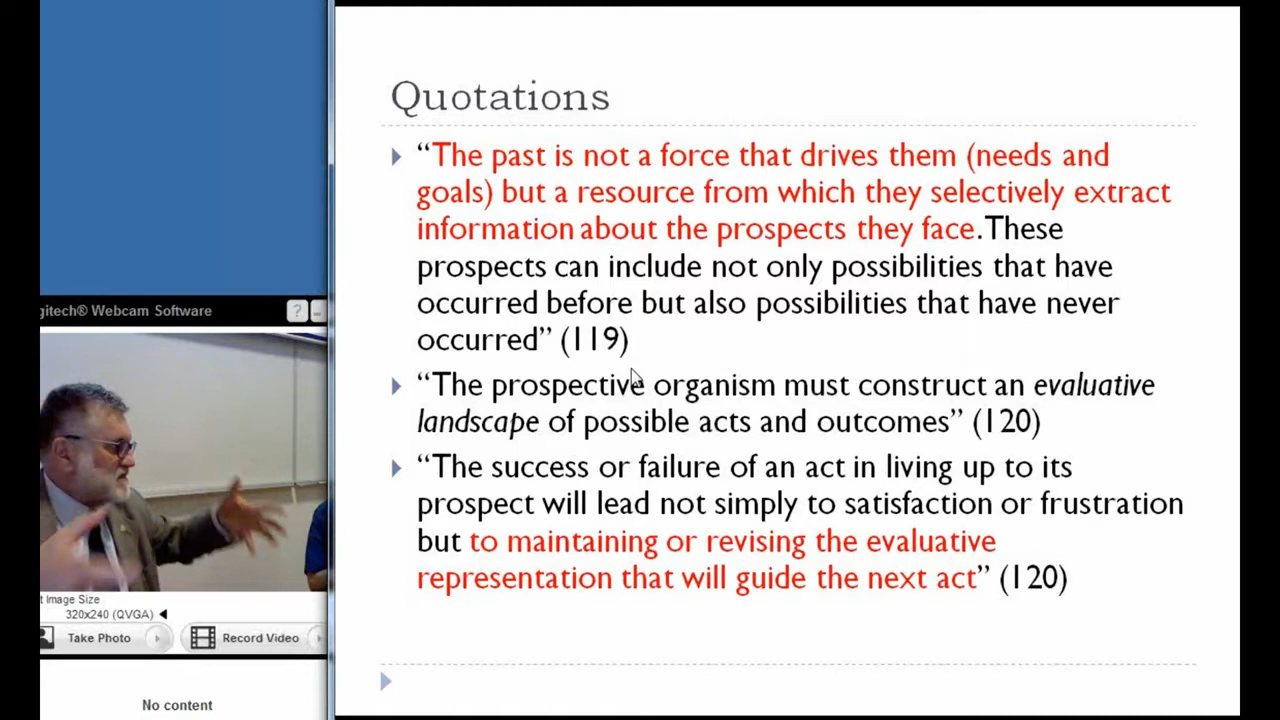 Quotations
“The past is not a force that drives them (needs and
goals) but a resource from which they selectively extract
information about the prospects they face. These
prospects can include not only possibilities that have
occurred before but also possibilities that have never
occurred” (119)
“The prospective organism must construct an evaluative
landscape of possible acts and outcomes” (120)
“The success or failure of an act in living up to its
prospect will lead not simply to satisfaction or frustration
but to maintaining or revising the evaluative
representation that will guide the next act” (120)
gitech® Webcam Software
?
t Image Size
320x240 (QVGA)
Take Photo
Record Video
No content